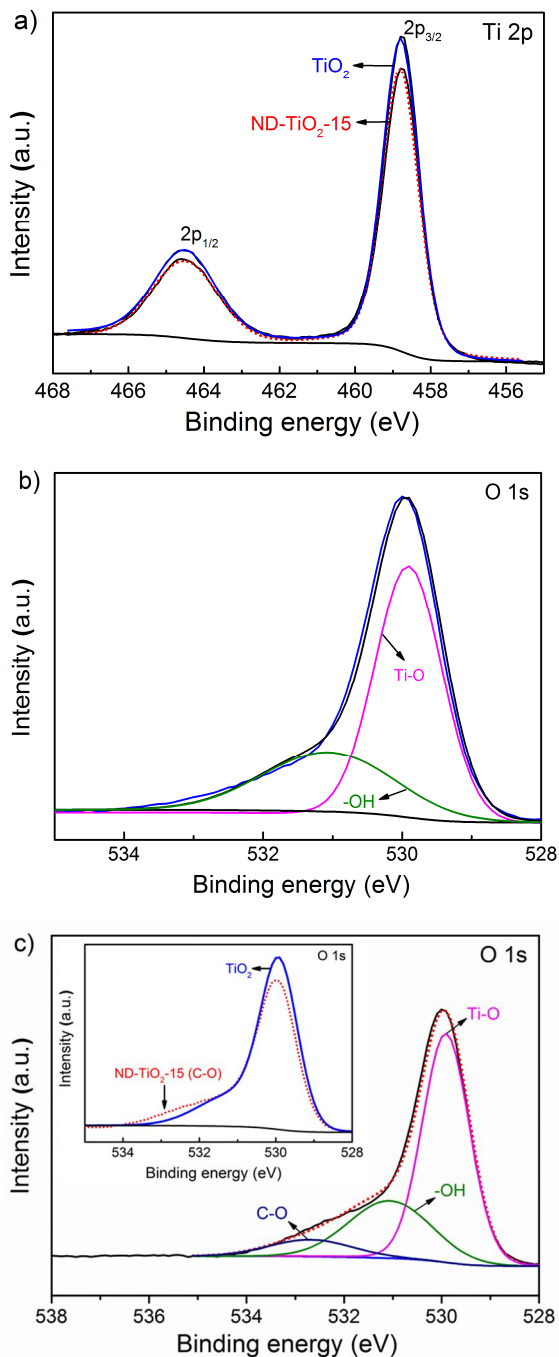 a)
Ti 2p
2p3/2
TiO2
ND-TiO2-15
2p1/2
Intensity (a.u.)
468 466 464 462 460 458 456
Binding energy (eV)
b)
O 1s
Ti-O
-OH
Intensity (a.u.)
534 532 530 528
Binding energy (eV)
c)
O 1s
O 1s
TiO2
ND-TiO2-15 (C-O)
Intensity (a.u.)
534 532 530 528
Binding energy (eV)
Ti-O
-OH
C-O
Intensity (a.u.)
538 536 534 532 530 528
Binding energy (eV)